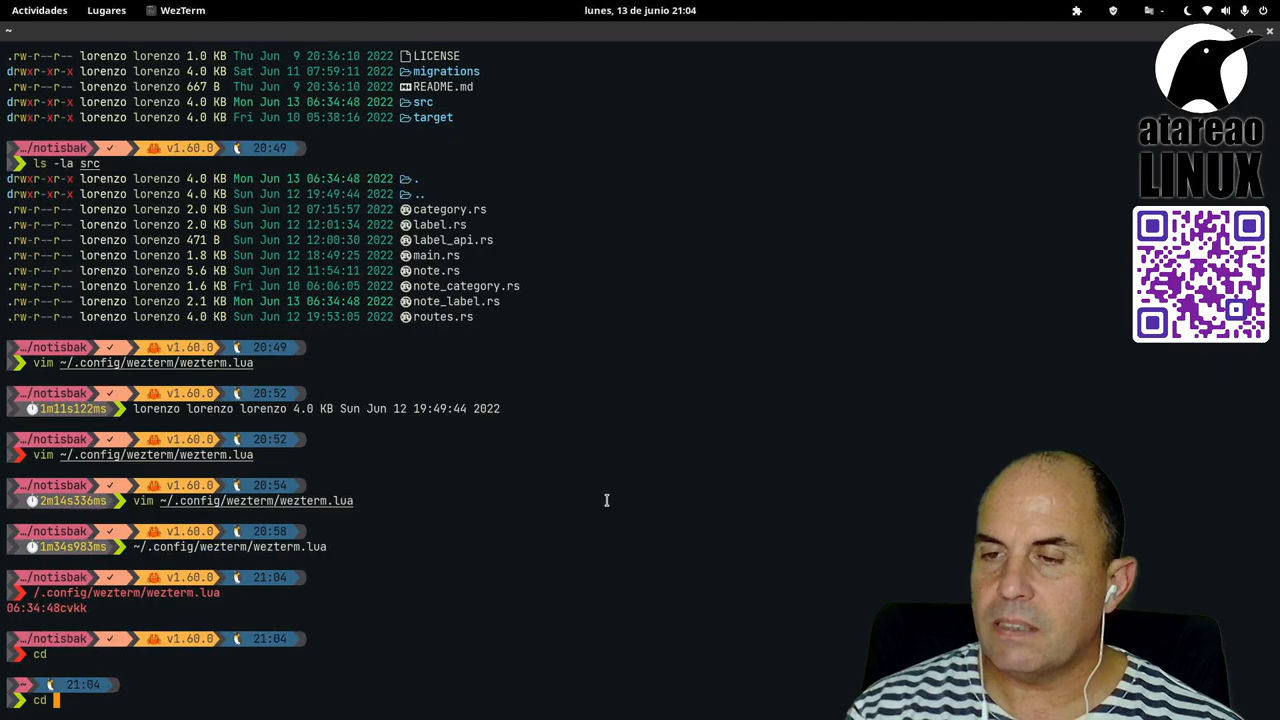 Actividades Lugares WezTerm lunes, 13 de junio 21:04
~
.rw-r--r-- lorenzo lorenzo 1.0 KB Thu Jun 9 20:36:10 2022 LICENSE
drwxr-xr-x lorenzo lorenzo 4.0 KB Sat Jun 11 07:59:11 2022 migrations
.rw-r--r-- lorenzo lorenzo 667 B Thu Jun 9 20:36:10 2022 README.md
drwxr-xr-x lorenzo lorenzo 4.0 KB Mon Jun 13 06:34:48 2022 src
drwxr-xr-x lorenzo lorenzo 4.0 KB Fri Jun 10 05:38:16 2022 target
atareao
LINUX
…/notisbak ✓ v1.60.0 20:49
ls -la src
drwxr-xr-x lorenzo lorenzo 4.0 KB Mon Jun 13 06:34:48 2022 .
drwxr-xr-x lorenzo lorenzo 4.0 KB Sun Jun 12 19:49:44 2022 ..
.rw-r--r-- lorenzo lorenzo 2.0 KB Sun Jun 12 07:15:57 2022 category.rs
.rw-r--r-- lorenzo lorenzo 2.0 KB Sun Jun 12 12:01:34 2022 label.rs
.rw-r--r-- lorenzo lorenzo 471 B Sun Jun 12 12:00:30 2022 label_api.rs
.rw-r--r-- lorenzo lorenzo 1.8 KB Sun Jun 12 18:49:25 2022 main.rs
.rw-r--r-- lorenzo lorenzo 5.6 KB Sun Jun 12 11:54:11 2022 note.rs
.rw-r--r-- lorenzo lorenzo 1.6 KB Fri Jun 10 06:06:05 2022 note_category.rs
.rw-r--r-- lorenzo lorenzo 2.1 KB Mon Jun 13 06:34:48 2022 note_label.rs
.rw-r--r-- lorenzo lorenzo 4.0 KB Sun Jun 12 19:53:05 2022 routes.rs
…/notisbak ✓ v1.60.0 20:49
vim ~/.config/wezterm/wezterm.lua
…/notisbak ✓ v1.60.0 20:52
1m11s122ms lorenzo lorenzo lorenzo 4.0 KB Sun Jun 12 19:49:44 2022
…/notisbak ✓ v1.60.0 20:52
vim ~/.config/wezterm/wezterm.lua
…/notisbak ✓ v1.60.0 20:54
2m14s336ms vim ~/.config/wezterm/wezterm.lua
…/notisbak ✓ v1.60.0 20:58
1m34s983ms ~/.config/wezterm/wezterm.lua
…/notisbak ✓ v1.60.0 21:04
/.config/wezterm/wezterm.lua
06:34:48cvkk
…/notisbak ✓ v1.60.0 21:04
cd
~ 21:04
cd